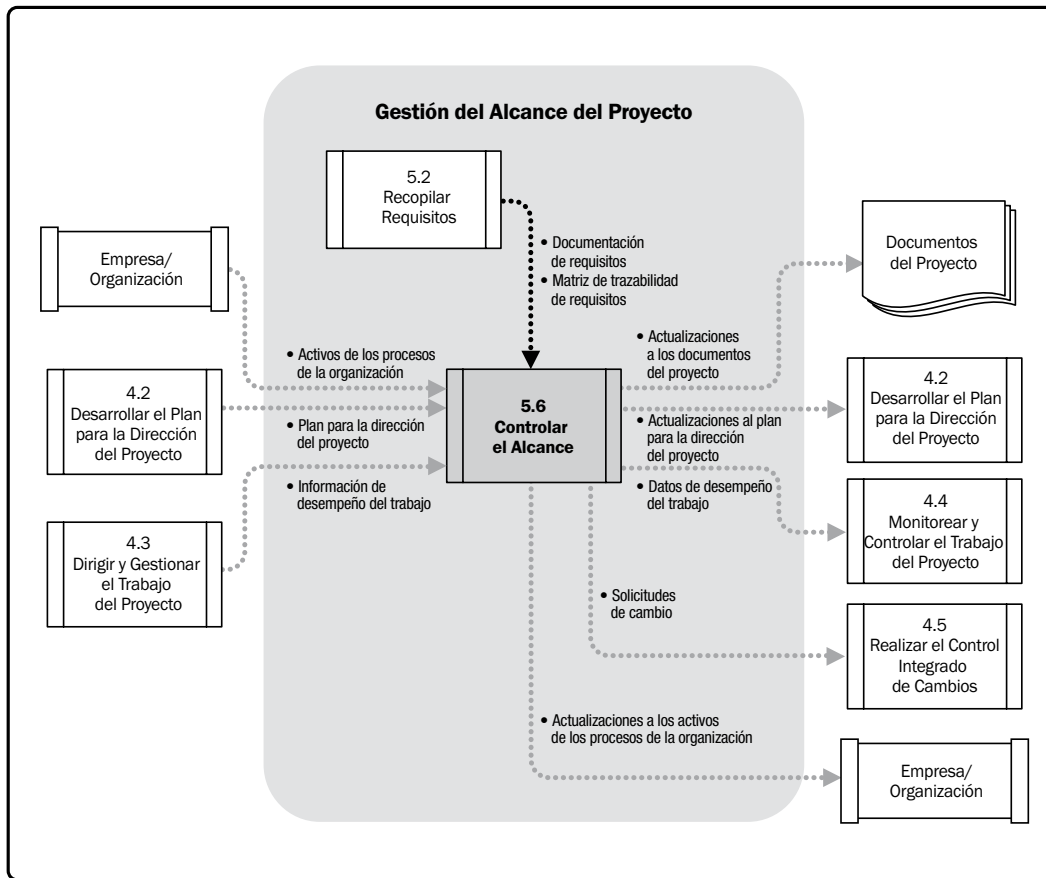 Gestión del Alcance del Proyecto
5.2
Recopilar
Requisitos
Empresa/
Organización
• Documentación
de requisitos
• Matriz de trazabilidad
de requisitos
Documentos
del Proyecto
• Activos de los procesos
de la organización
• Actualizaciones
a los documentos
del proyecto
4.2
Desarrollar el Plan
para la Dirección
del Proyecto
• Plan para la dirección
del proyecto
5.6
Controlar
el Alcance
• Actualizaciones al plan
para la dirección
del proyecto
4.2
Desarrollar el Plan
para la Dirección
del Proyecto
• Información de
desempeño del trabajo
• Datos de desempeño
del trabajo
4.3
Dirigir y Gestionar
el Trabajo
del Proyecto
4.4
Monitorear y
Controlar el Trabajo
del Proyecto
• Solicitudes
de cambio
4.5
Realizar el Control
Integrado
de Cambios
• Actualizaciones a los activos
de los procesos de la organización
Empresa/
Organización